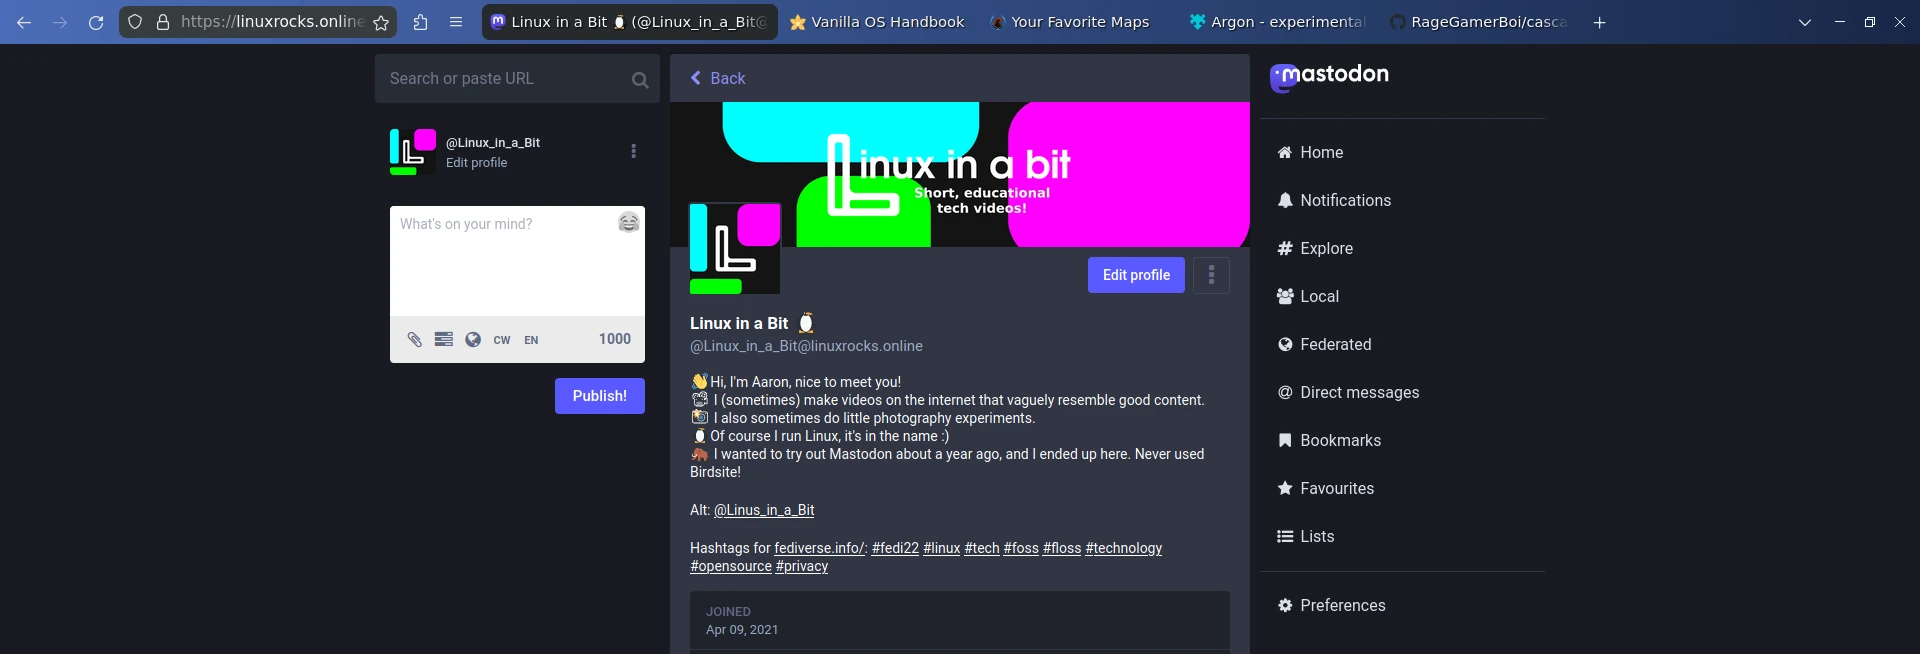 https://linuxrocks.online
Linux in a Bit 🐧 (@Linux_in_a_Bit@
Vanilla OS Handbook
Your Favorite Maps
Argon - experimental
RageGamerBoi/casca
Search or paste URL
@Linux_in_a_Bit
Edit profile
What's on your mind?
CW EN 1000
Publish!
Back
Linux in a bit
Short, educational
tech videos!
Edit profile
Linux in a Bit 🐧
@Linux_in_a_Bit@linuxrocks.online
👋 Hi, I'm Aaron, nice to meet you!
📽 I (sometimes) make videos on the internet that vaguely resemble good content.
📸 I also sometimes do little photography experiments.
🐧 Of course I run Linux, it's in the name :)
🦣 I wanted to try out Mastodon about a year ago, and I ended up here. Never used
Birdsite!
Alt: @Linus_in_a_Bit
Hashtags for fediverse.info/: #fedi22 #linux #tech #foss #floss #technology
#opensource #privacy
JOINED
Apr 09, 2021
mastodon
Home
Notifications
Explore
Local
Federated
Direct messages
Bookmarks
Favourites
Lists
Preferences